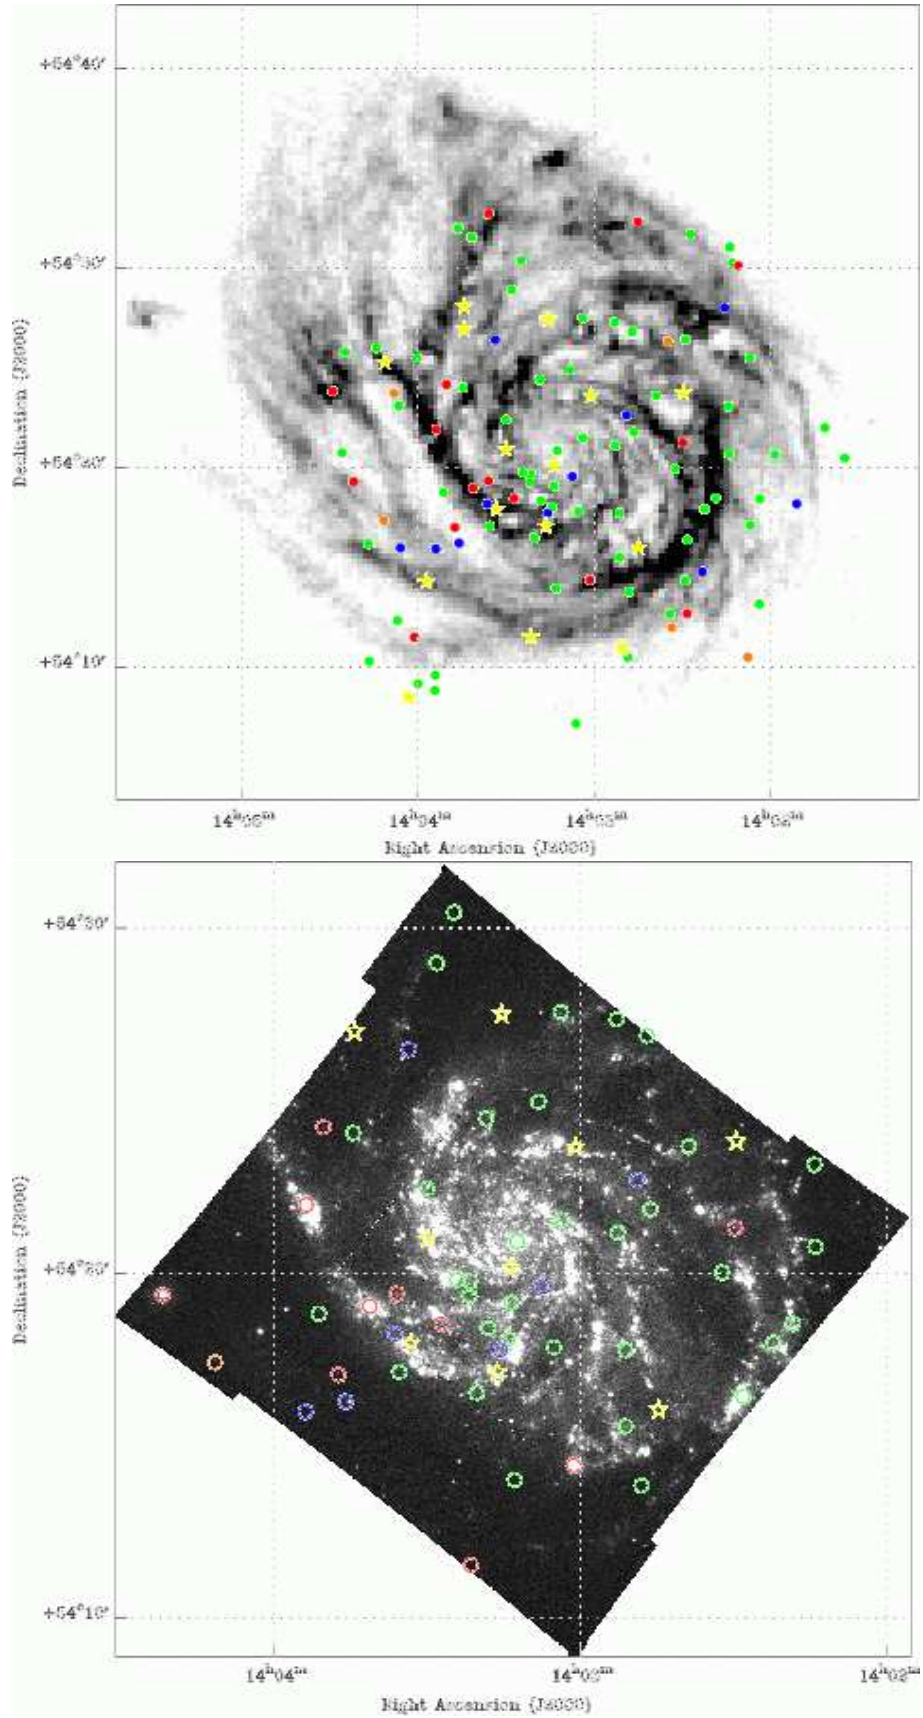 +54°40'
+54°30'
+54°20'
+54°10'
Declination (J2000)
14ʰ05ᵐ
14ʰ04ᵐ
14ʰ03ᵐ
14ʰ02ᵐ
Right Ascension (J2000)
+54°30'
+54°20'
+54°10'
Declination (J2000)
14ʰ04ᵐ
14ʰ03ᵐ
14ʰ02ᵐ
Right Ascension (J2000)